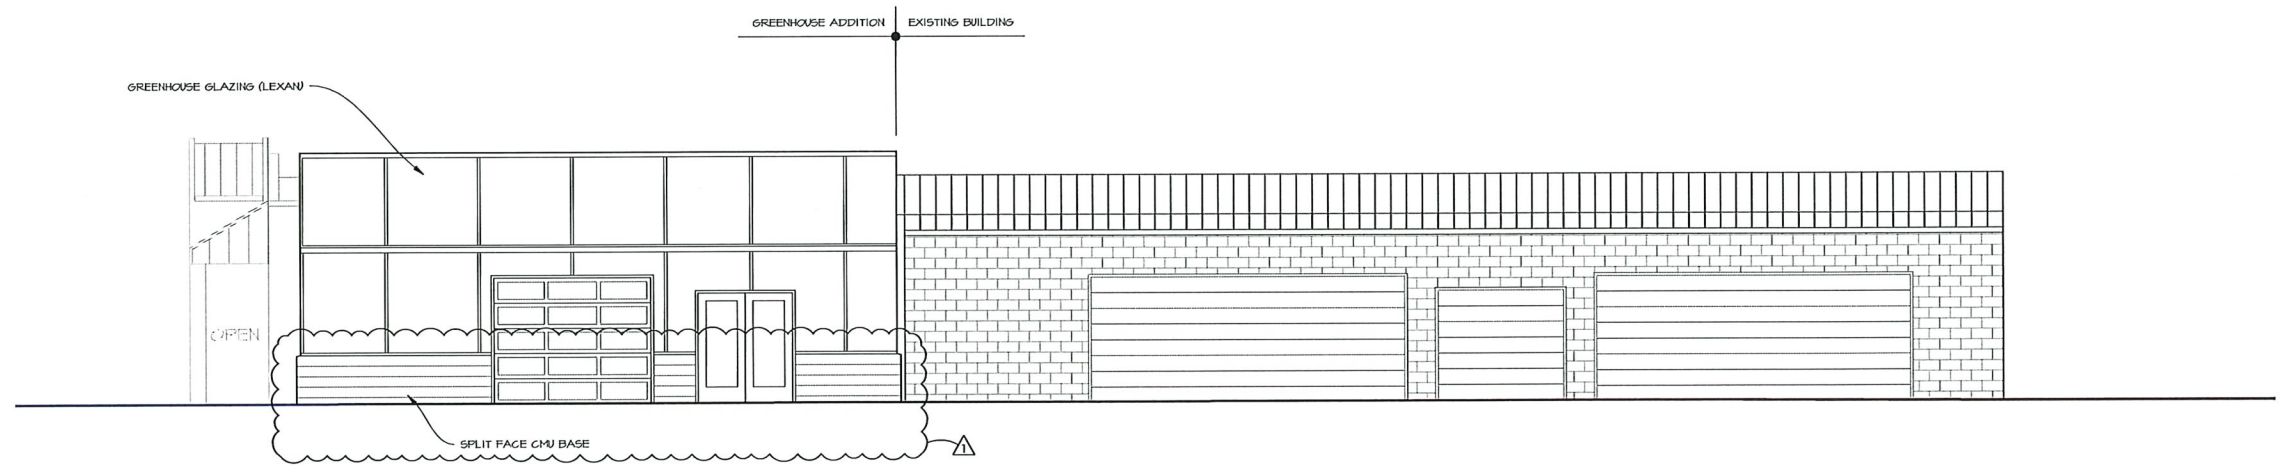 GREENHOUSE ADDITION
EXISTING BUILDING
GREENHOUSE GLAZING (LEXAN)
OPEN
SPLIT FACE CMU BASE
1